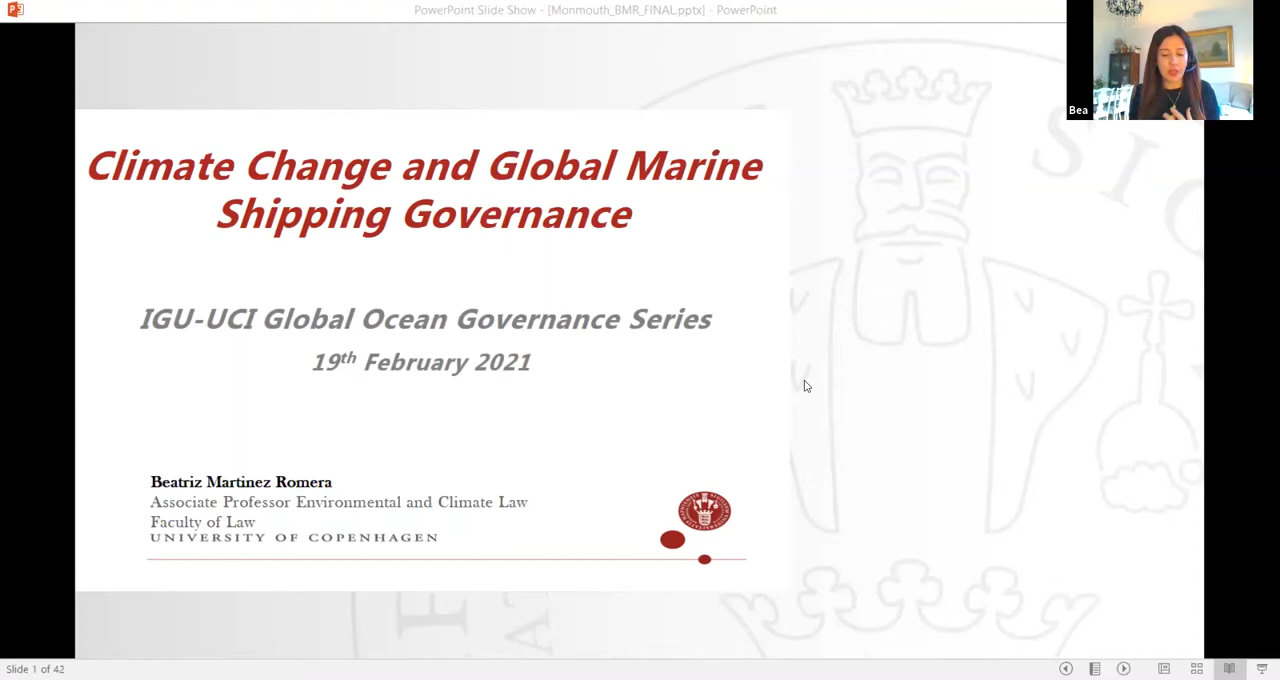 PowerPoint Slide Show - [Monmouth_BMR_FINAL.pptx] - PowerPoint
Bea
Climate Change and Global Marine
Shipping Governance
IGU-UCI Global Ocean Governance Series
19th February 2021
Beatriz Martinez Romera
Associate Professor Environmental and Climate Law
Faculty of Law
UNIVERSITY OF COPENHAGEN
Slide 1 of 42